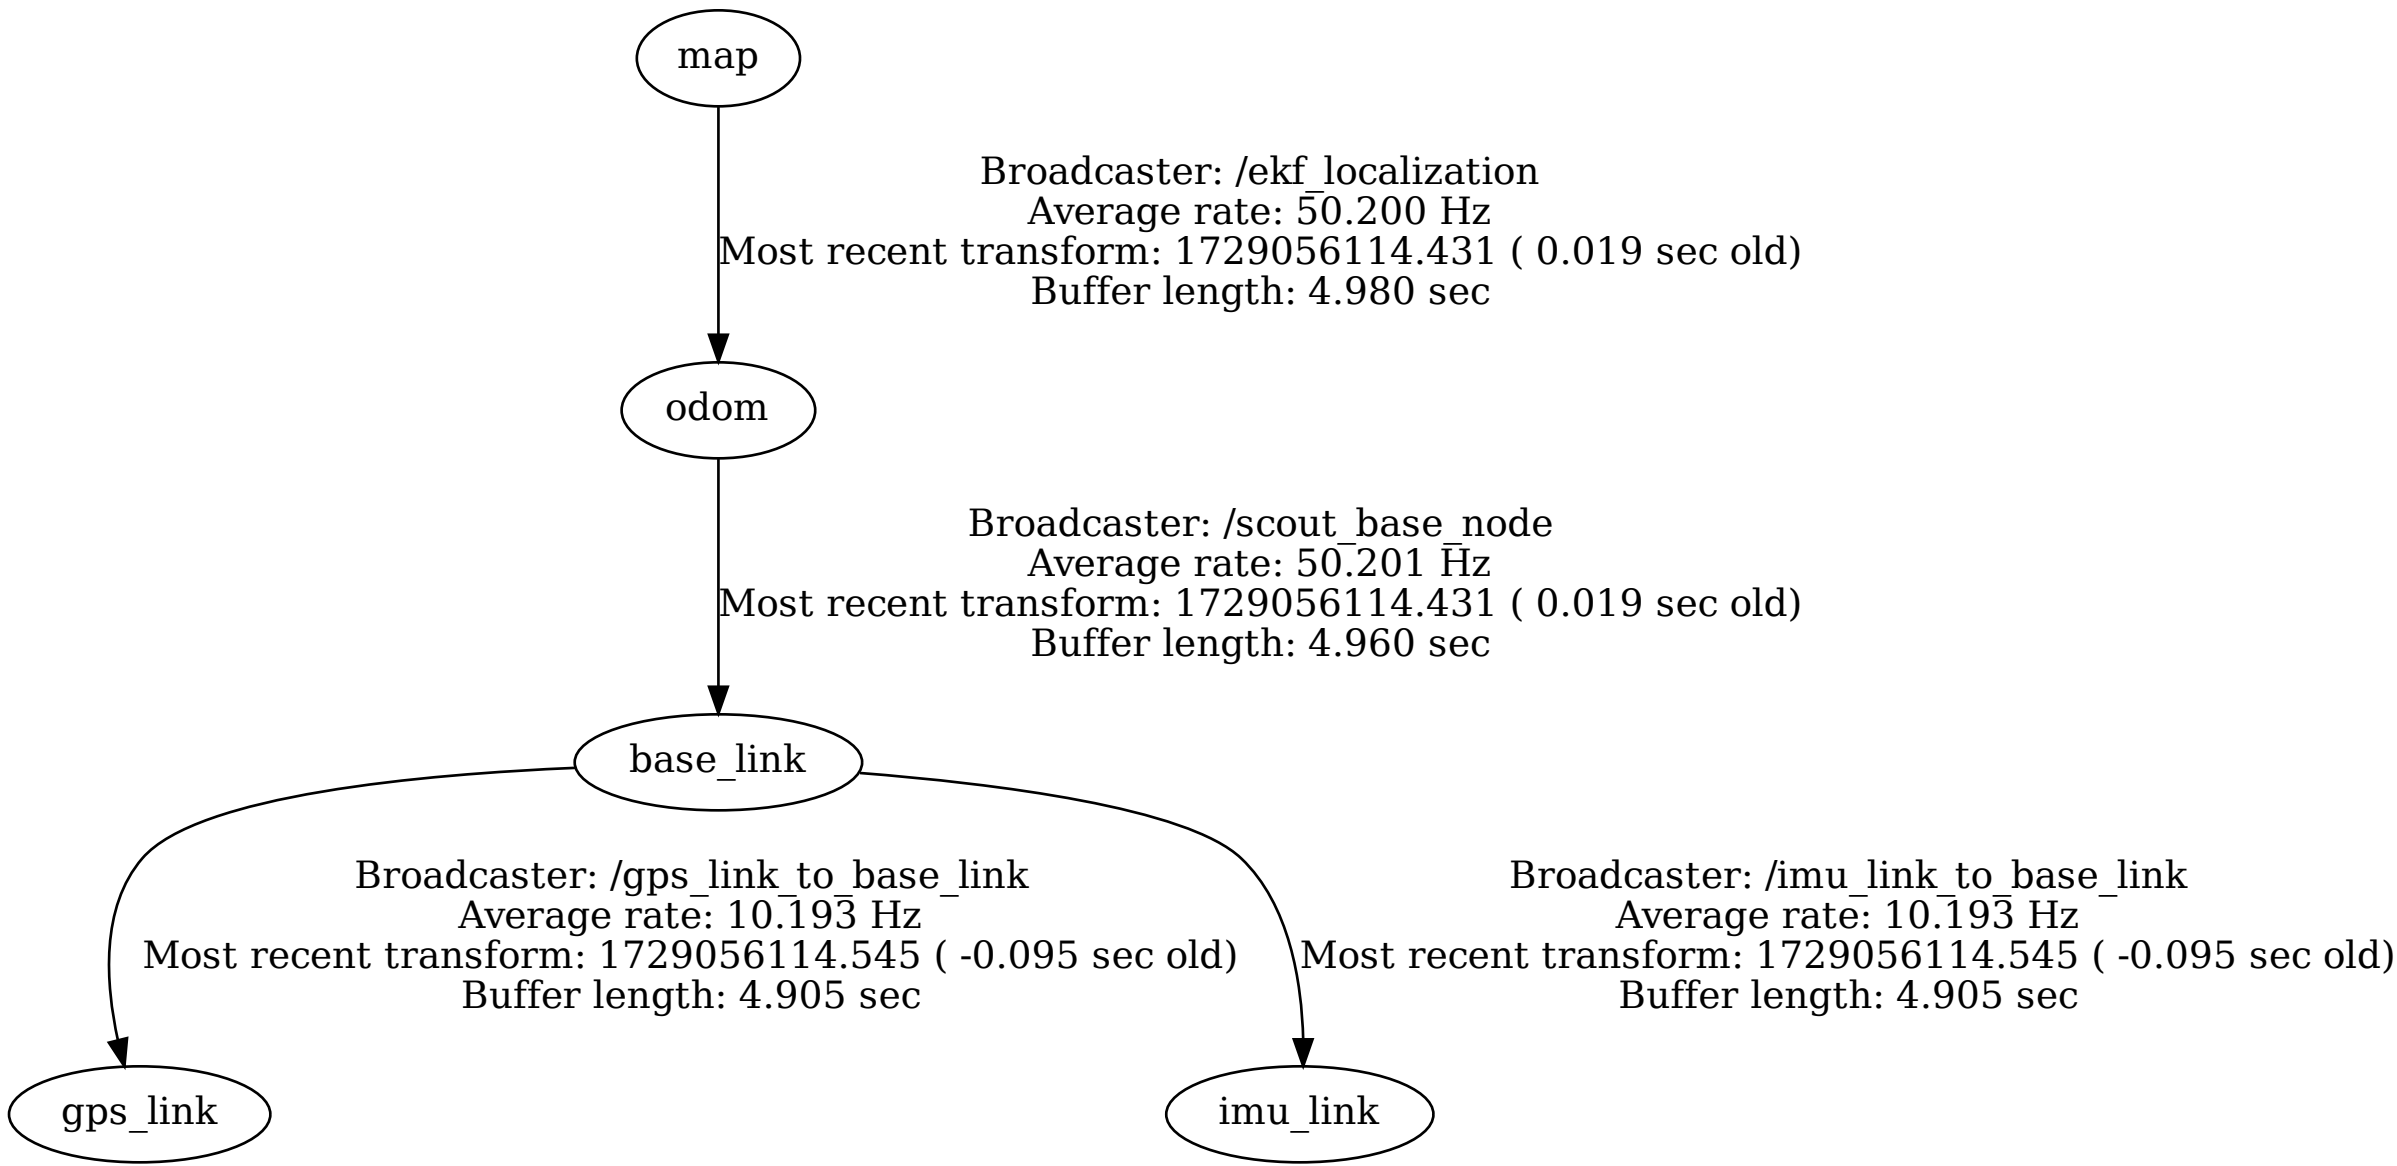 map
Broadcaster: /ekf_localization
Average rate: 50.200 Hz
Most recent transform: 1729056114.431 ( 0.019 sec old)
Buffer length: 4.980 sec
odom
Broadcaster: /scout_base_node
Average rate: 50.201 Hz
Most recent transform: 1729056114.431 ( 0.019 sec old)
Buffer length: 4.960 sec
base_link
Broadcaster: /gps_link_to_base_link
Average rate: 10.193 Hz
Most recent transform: 1729056114.545 ( -0.095 sec old)
Buffer length: 4.905 sec
Broadcaster: /imu_link_to_base_link
Average rate: 10.193 Hz
Most recent transform: 1729056114.545 ( -0.095 sec old)
Buffer length: 4.905 sec
gps_link
imu_link